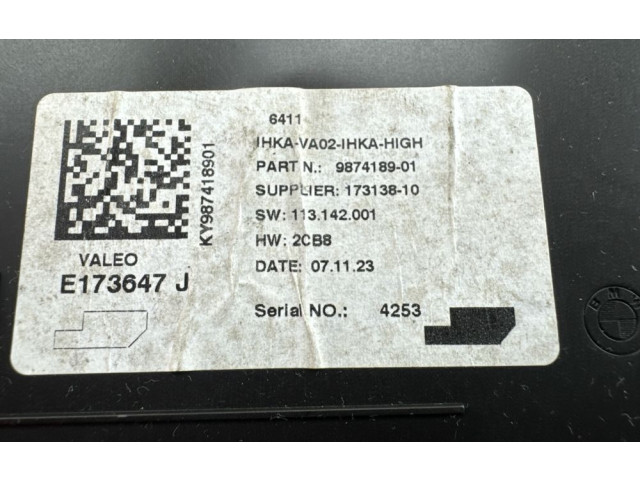 6411
IHKA-VA02-IHKA-HIGH
PART N.: 9874189-01
SUPPLIER: 173138-10
SW: 113.142.001
HW: 2CB8
DATE: 07.11.23
Serial NO.: 4253
KY987418901
VALEO
E173647 J
BMW